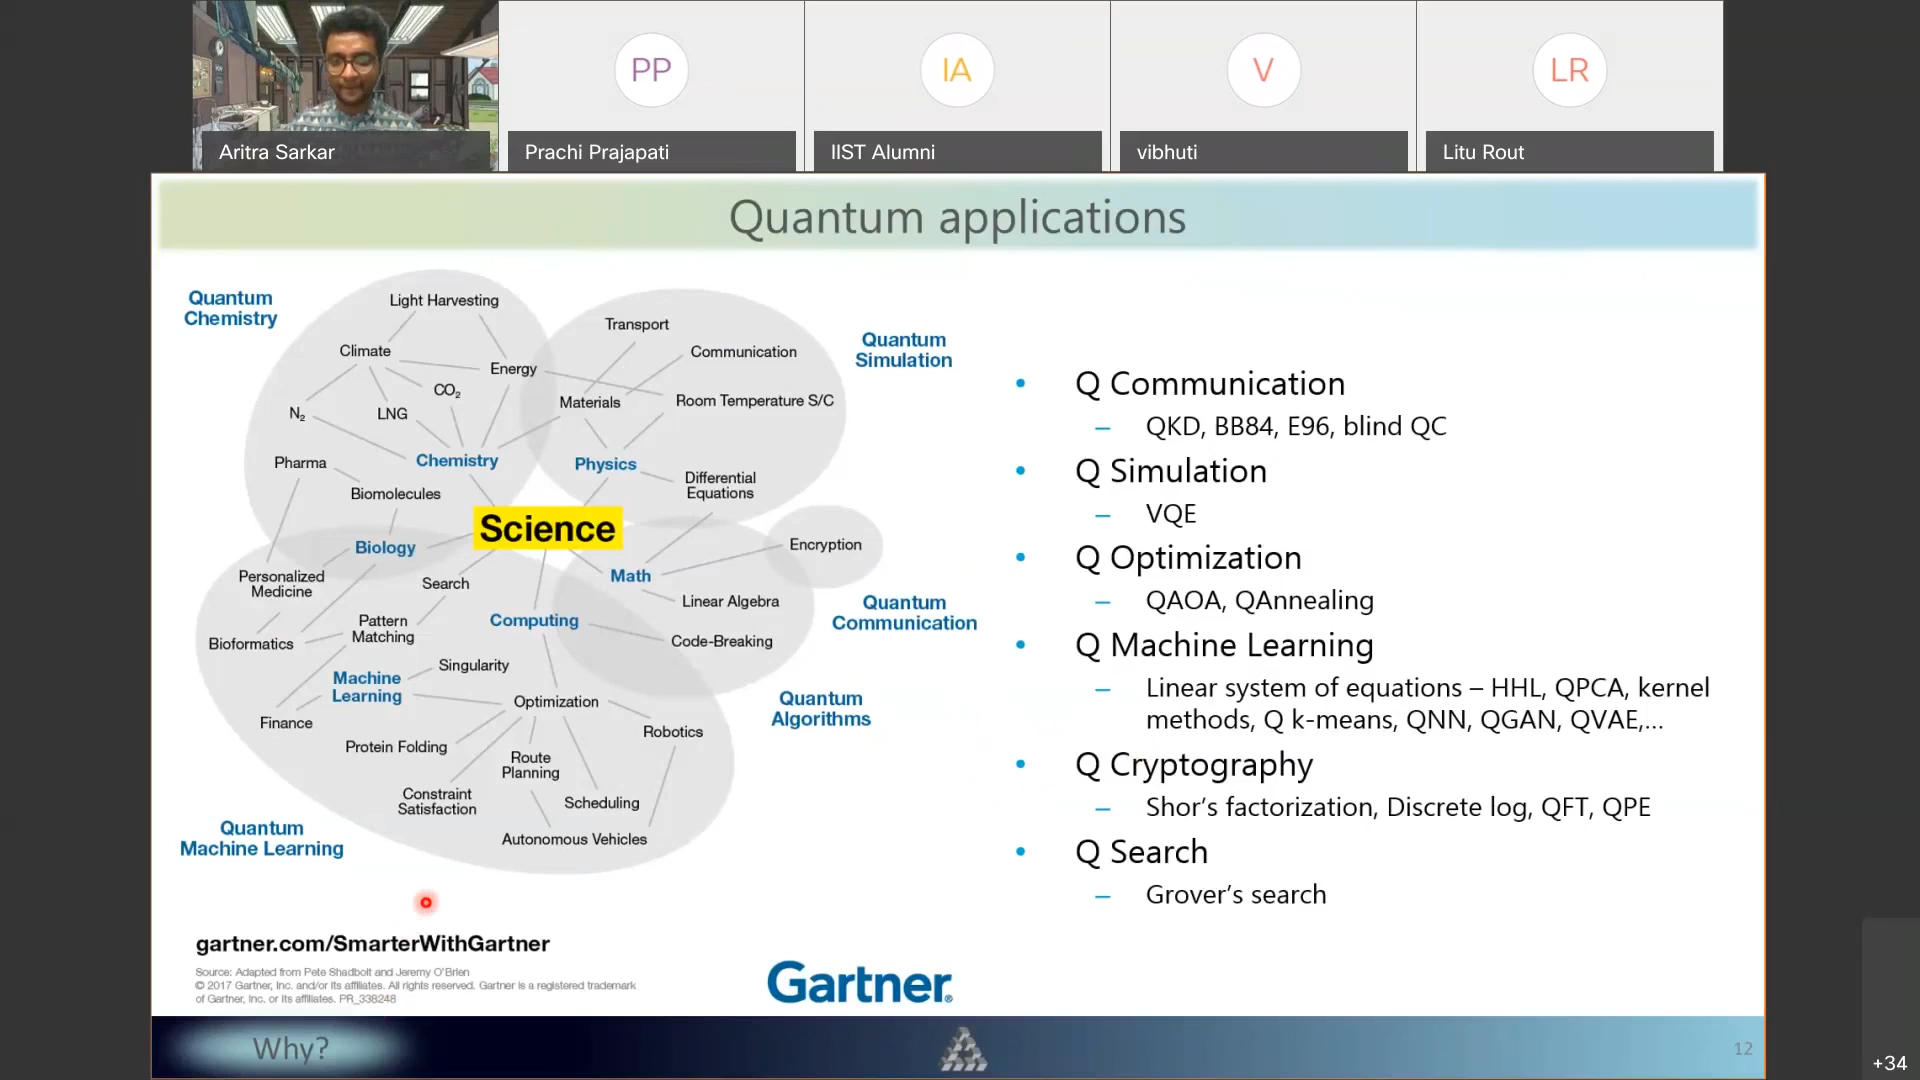 PP
IA
V
LR
Aritra Sarkar
Prachi Prajapati
IIST Alumni
vibhuti
Litu Rout
Quantum applications
Quantum
Chemistry
Light Harvesting
Climate
Energy
CO2
N2
LNG
Chemistry
Pharma
Biomolecules
Transport
Communication
Materials
Room Temperature S/C
Physics
Differential
Equations
Quantum
Simulation
Science
Biology
Personalized
Medicine
Search
Pattern
Matching
Bioformatics
Computing
Math
Encryption
Linear Algebra
Code-Breaking
Quantum
Communication
Singularity
Machine
Learning
Optimization
Finance
Protein Folding
Route
Planning
Robotics
Constraint
Satisfaction
Scheduling
Autonomous Vehicles
Quantum
Algorithms
Quantum
Machine Learning
gartner.com/SmarterWithGartner
Source: Adapted from Pete Shadbolt and Jeremy O'Brien
© 2017 Gartner, Inc. and/or its affiliates. All rights reserved. Gartner is a registered trademark
of Gartner, Inc. or its affiliates. PR_338248
Gartner®
• Q Communication
– QKD, BB84, E96, blind QC
• Q Simulation
– VQE
• Q Optimization
– QAOA, QAnnealing
• Q Machine Learning
– Linear system of equations – HHL, QPCA, kernel
methods, Q k-means, QNN, QGAN, QVAE,...
• Q Cryptography
– Shor's factorization, Discrete log, QFT, QPE
• Q Search
– Grover's search
Why?
12
+34